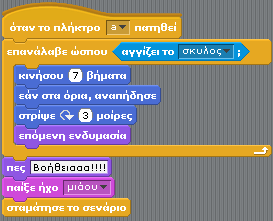 όταν το πλήκτρο a πατηθεί
επανάλαβε ώσπου αγγίζει το σκυλος ;
κινήσου 7 βήματα
εάν στα όρια, αναπήδησε
στρίψε 3 μοίρες
επόμενη ενδυμασία
πες Βοήθειααα!!!!
παίξε ήχο μιάου
σταμάτησε το σενάριο